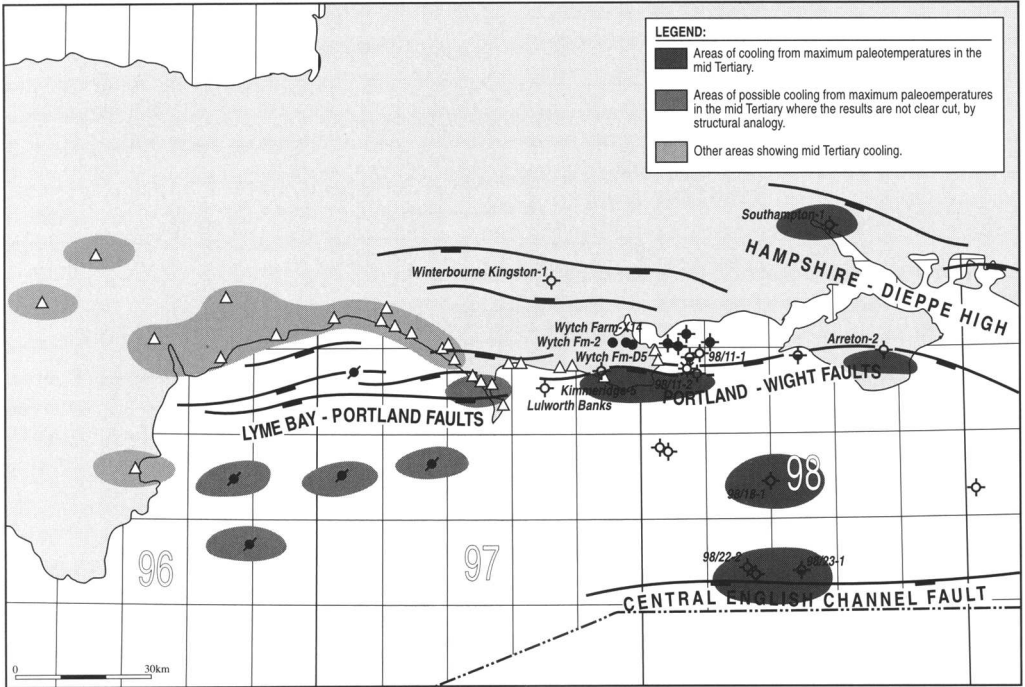 LEGEND:
Areas of cooling from maximum paleotemperatures in the
mid Tertiary.
Areas of possible cooling from maximum paleoemperatures
in the mid Tertiary where the results are not clear cut, by
structural analogy.
Other areas showing mid Tertiary cooling.
Southampton-1
HAMPSHIRE - DIEPPE HIGH
Winterbourne Kingston-1
Wytch Farm-X14
Wytch Fm-2
Wytch Fm-D5
98/11-1
Arreton-2
98/11-2
Kimmeridge-5
Lulworth Banks
PORTLAND - WIGHT FAULTS
LYME BAY - PORTLAND FAULTS
98
98/18-1
96
97
98/22-2
98/23-1
CENTRAL ENGLISH CHANNEL FAULT
0 30km